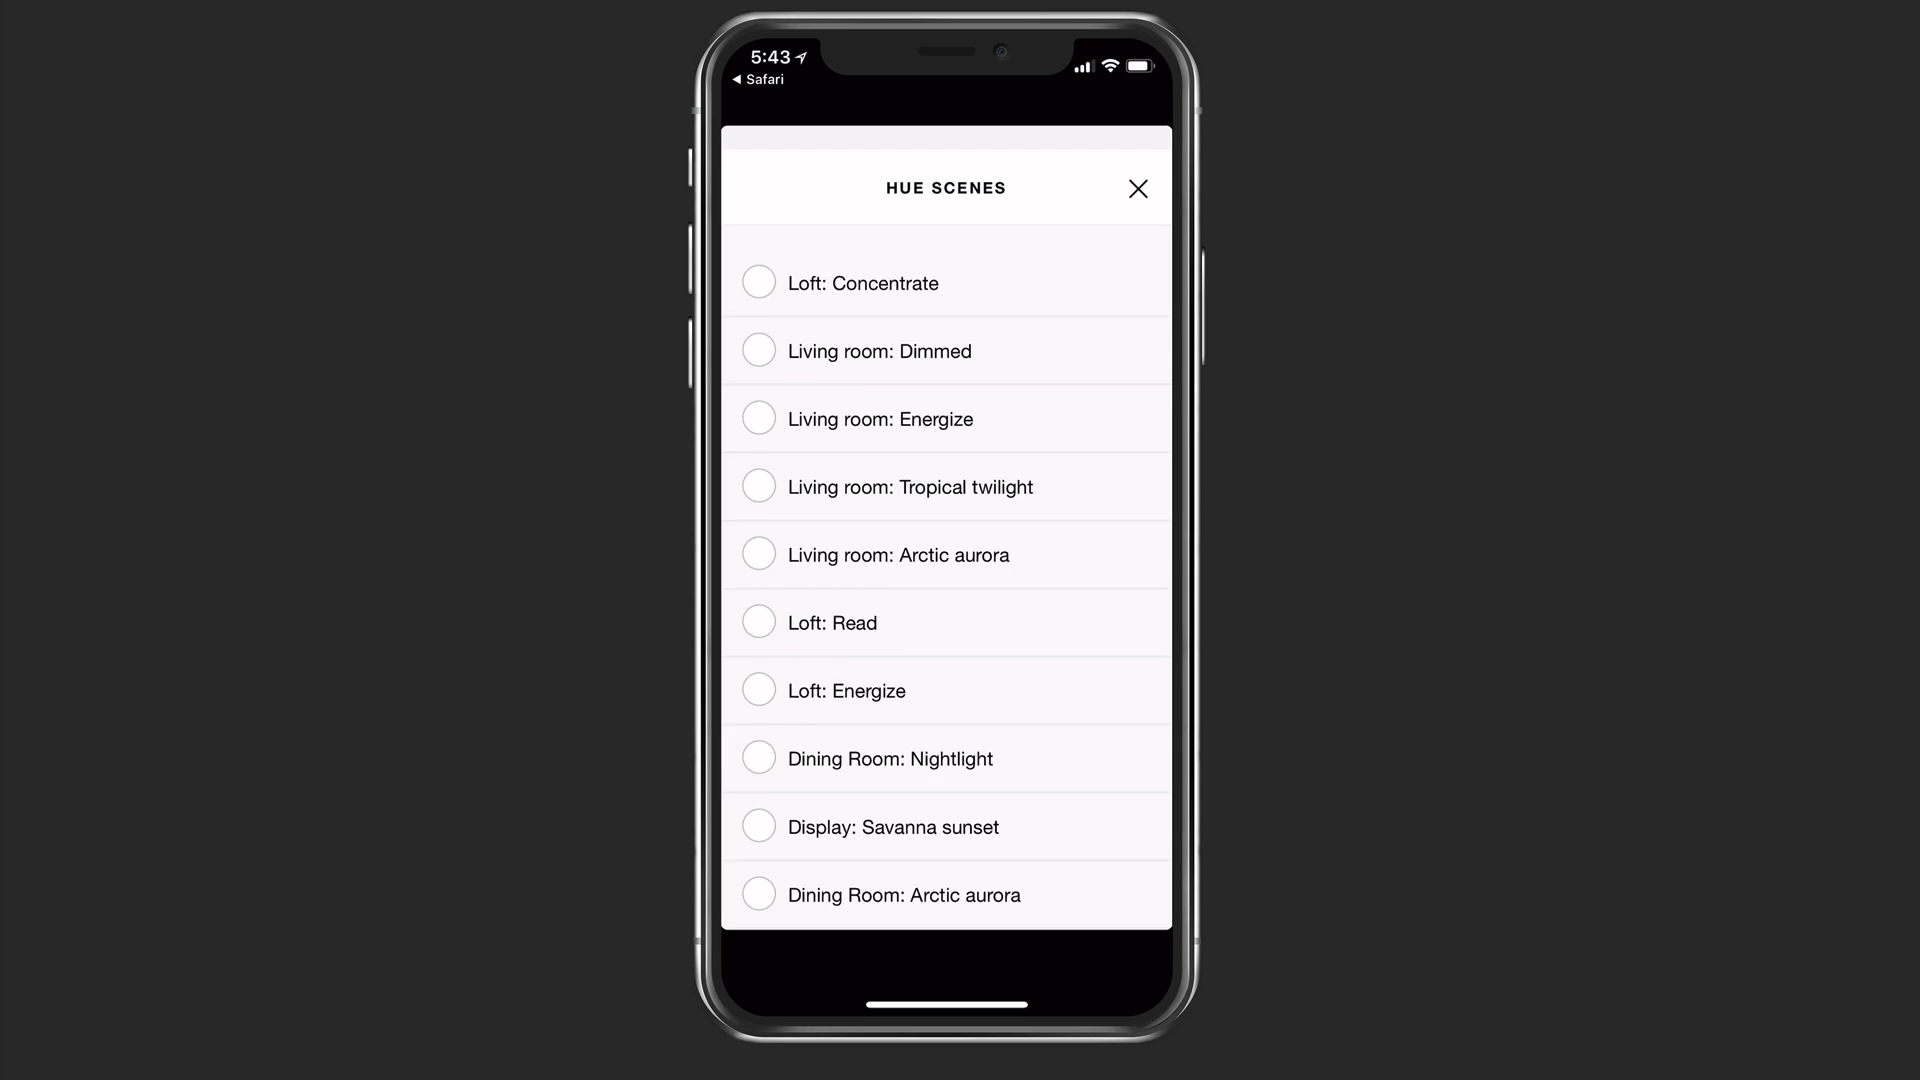 5:43
Safari
HUE SCENES
Loft: Concentrate
Living room: Dimmed
Living room: Energize
Living room: Tropical twilight
Living room: Arctic aurora
Loft: Read
Loft: Energize
Dining Room: Nightlight
Display: Savanna sunset
Dining Room: Arctic aurora